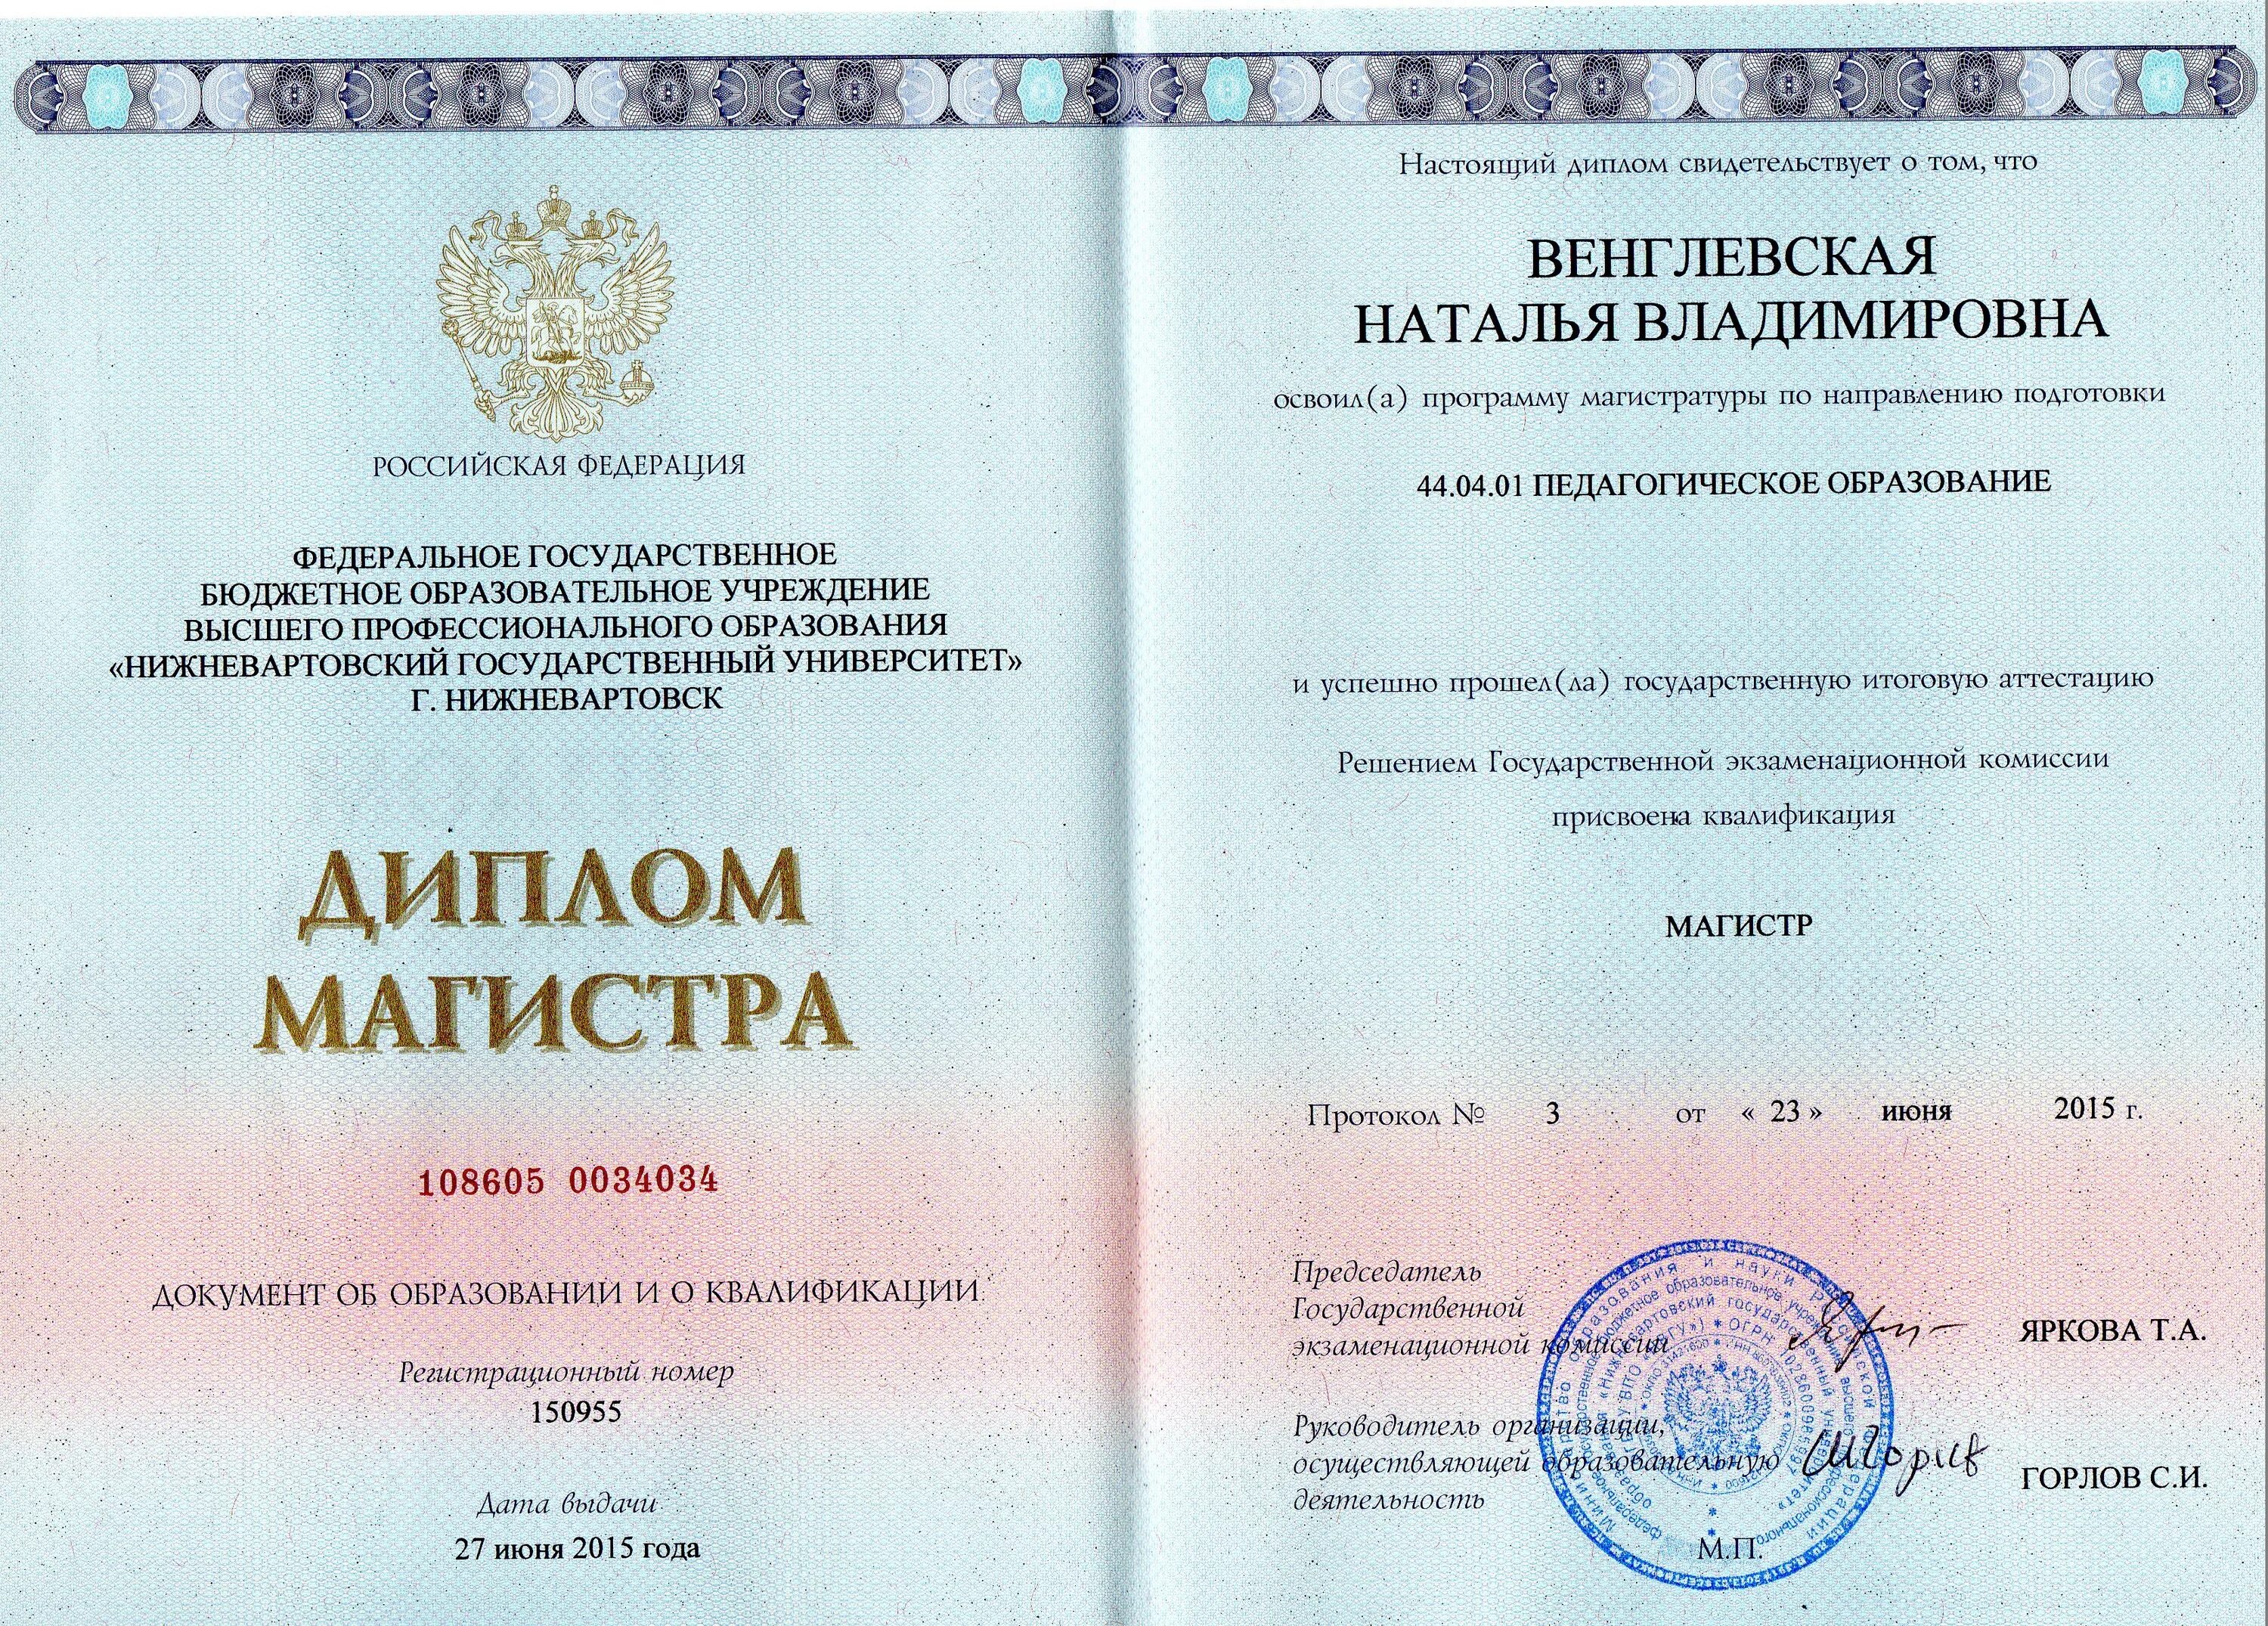 РОССИЙСКАЯ ФЕДЕРАЦИЯ
ФЕДЕРАЛЬНОЕ ГОСУДАРСТВЕННОЕ
БЮДЖЕТНОЕ ОБРАЗОВАТЕЛЬНОЕ УЧРЕЖДЕНИЕ
ВЫСШЕГО ПРОФЕССИОНАЛЬНОГО ОБРАЗОВАНИЯ
«НИЖНЕВАРТОВСКИЙ ГОСУДАРСТВЕННЫЙ УНИВЕРСИТЕТ»
Г. НИЖНЕВАРТОВСК
ДИПЛОМ
МАГИСТРА
108605 0034034
ДОКУМЕНТ ОБ ОБРАЗОВАНИИ И О КВАЛИФИКАЦИИ
Регистрационный номер
150955
Дата выдачи
27 июня 2015 года
Настоящий диплом свидетельствует о том, что
ВЕНГЛЕВСКАЯ
НАТАЛЬЯ ВЛАДИМИРОВНА
освоил(а) программу магистратуры по направлению подготовки
44.04.01 ПЕДАГОГИЧЕСКОЕ ОБРАЗОВАНИЕ
и успешно прошел(ла) государственную итоговую аттестацию
Решением Государственной экзаменационной комиссии
присвоена квалификация
МАГИСТР
Протокол № 3 от « 23 » июня 2015 г.
Председатель
Государственной
экзаменационной комиссии
ЯРКОВА Т.А.
Руководитель организации,
осуществляющей образовательную
деятельность
ГОРЛОВ С.И.
М.П.